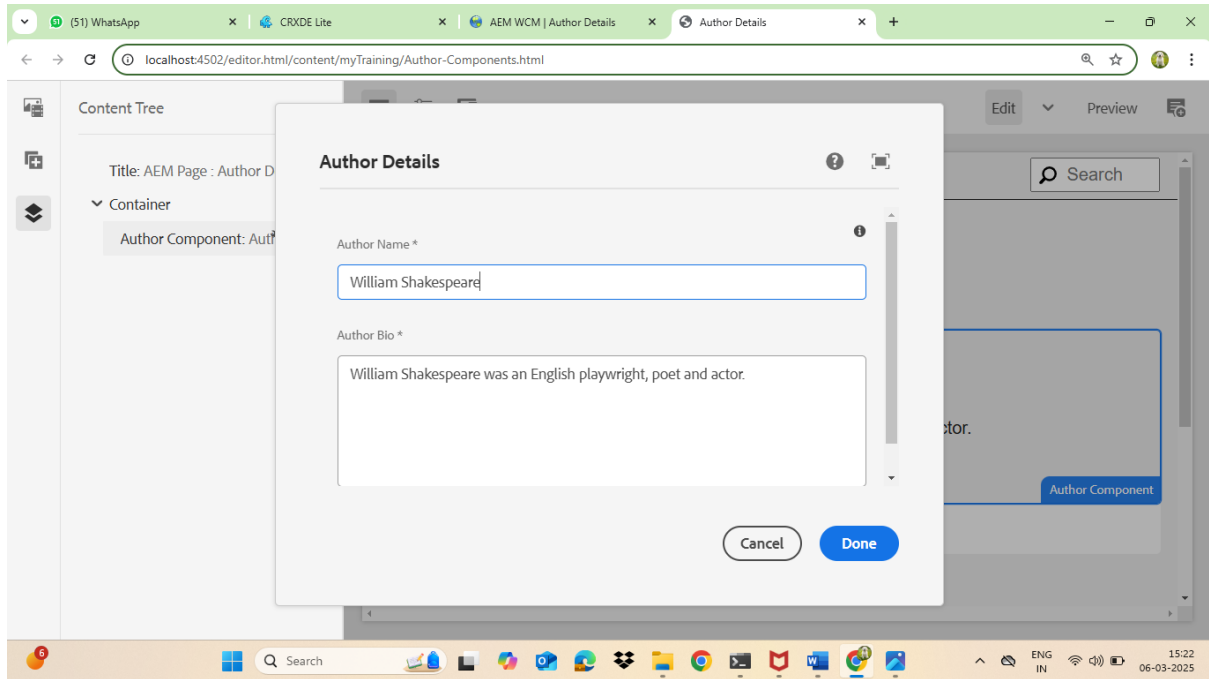 (51) WhatsApp
CRXDE Lite
AEM WCM | Author Details
Author Details
localhost:4502/editor.html/content/myTraining/Author-Components.html
Content Tree
Edit
Preview
Title: AEM Page : Author D
Container
Author Component: Auth
Author Details
Search
Author Name *
William Shakespeare
Author Bio *
William Shakespeare was an English playwright, poet and actor.
ctor.
Author Component
Cancel
Done
6
Search
ENG
IN
15:22
06-03-2025